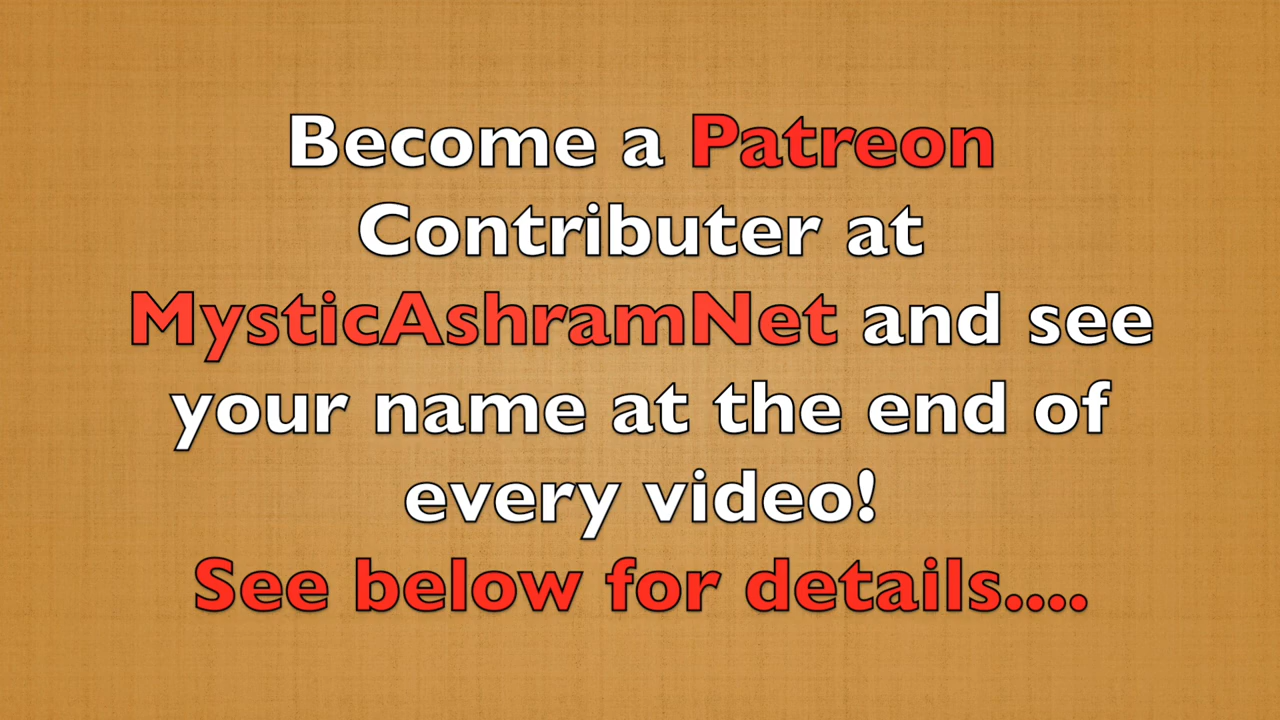 Become a Patreon
Contributer at
MysticAshramNet and see
your name at the end of
every video!
See below for details....